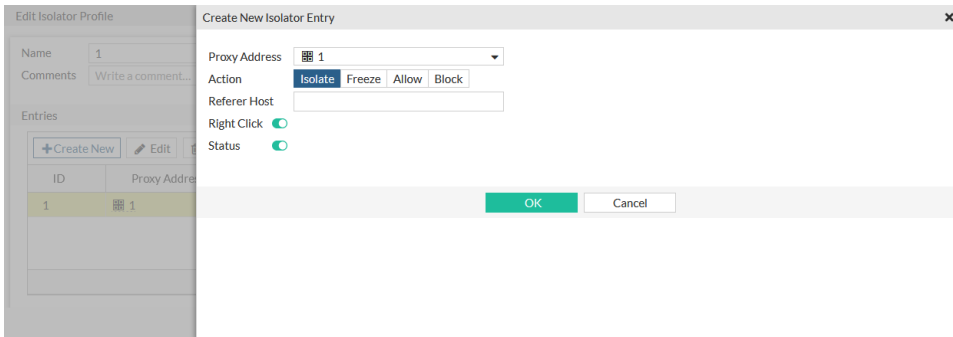 Edit Isolator Profile
Name 1
Comments Write a comment...
Entries
Create New Edit
ID Proxy Addre
1 1
Create New Isolator Entry
Proxy Address 1
Action Isolate Freeze Allow Block
Referer Host
Right Click
Status
OK Cancel